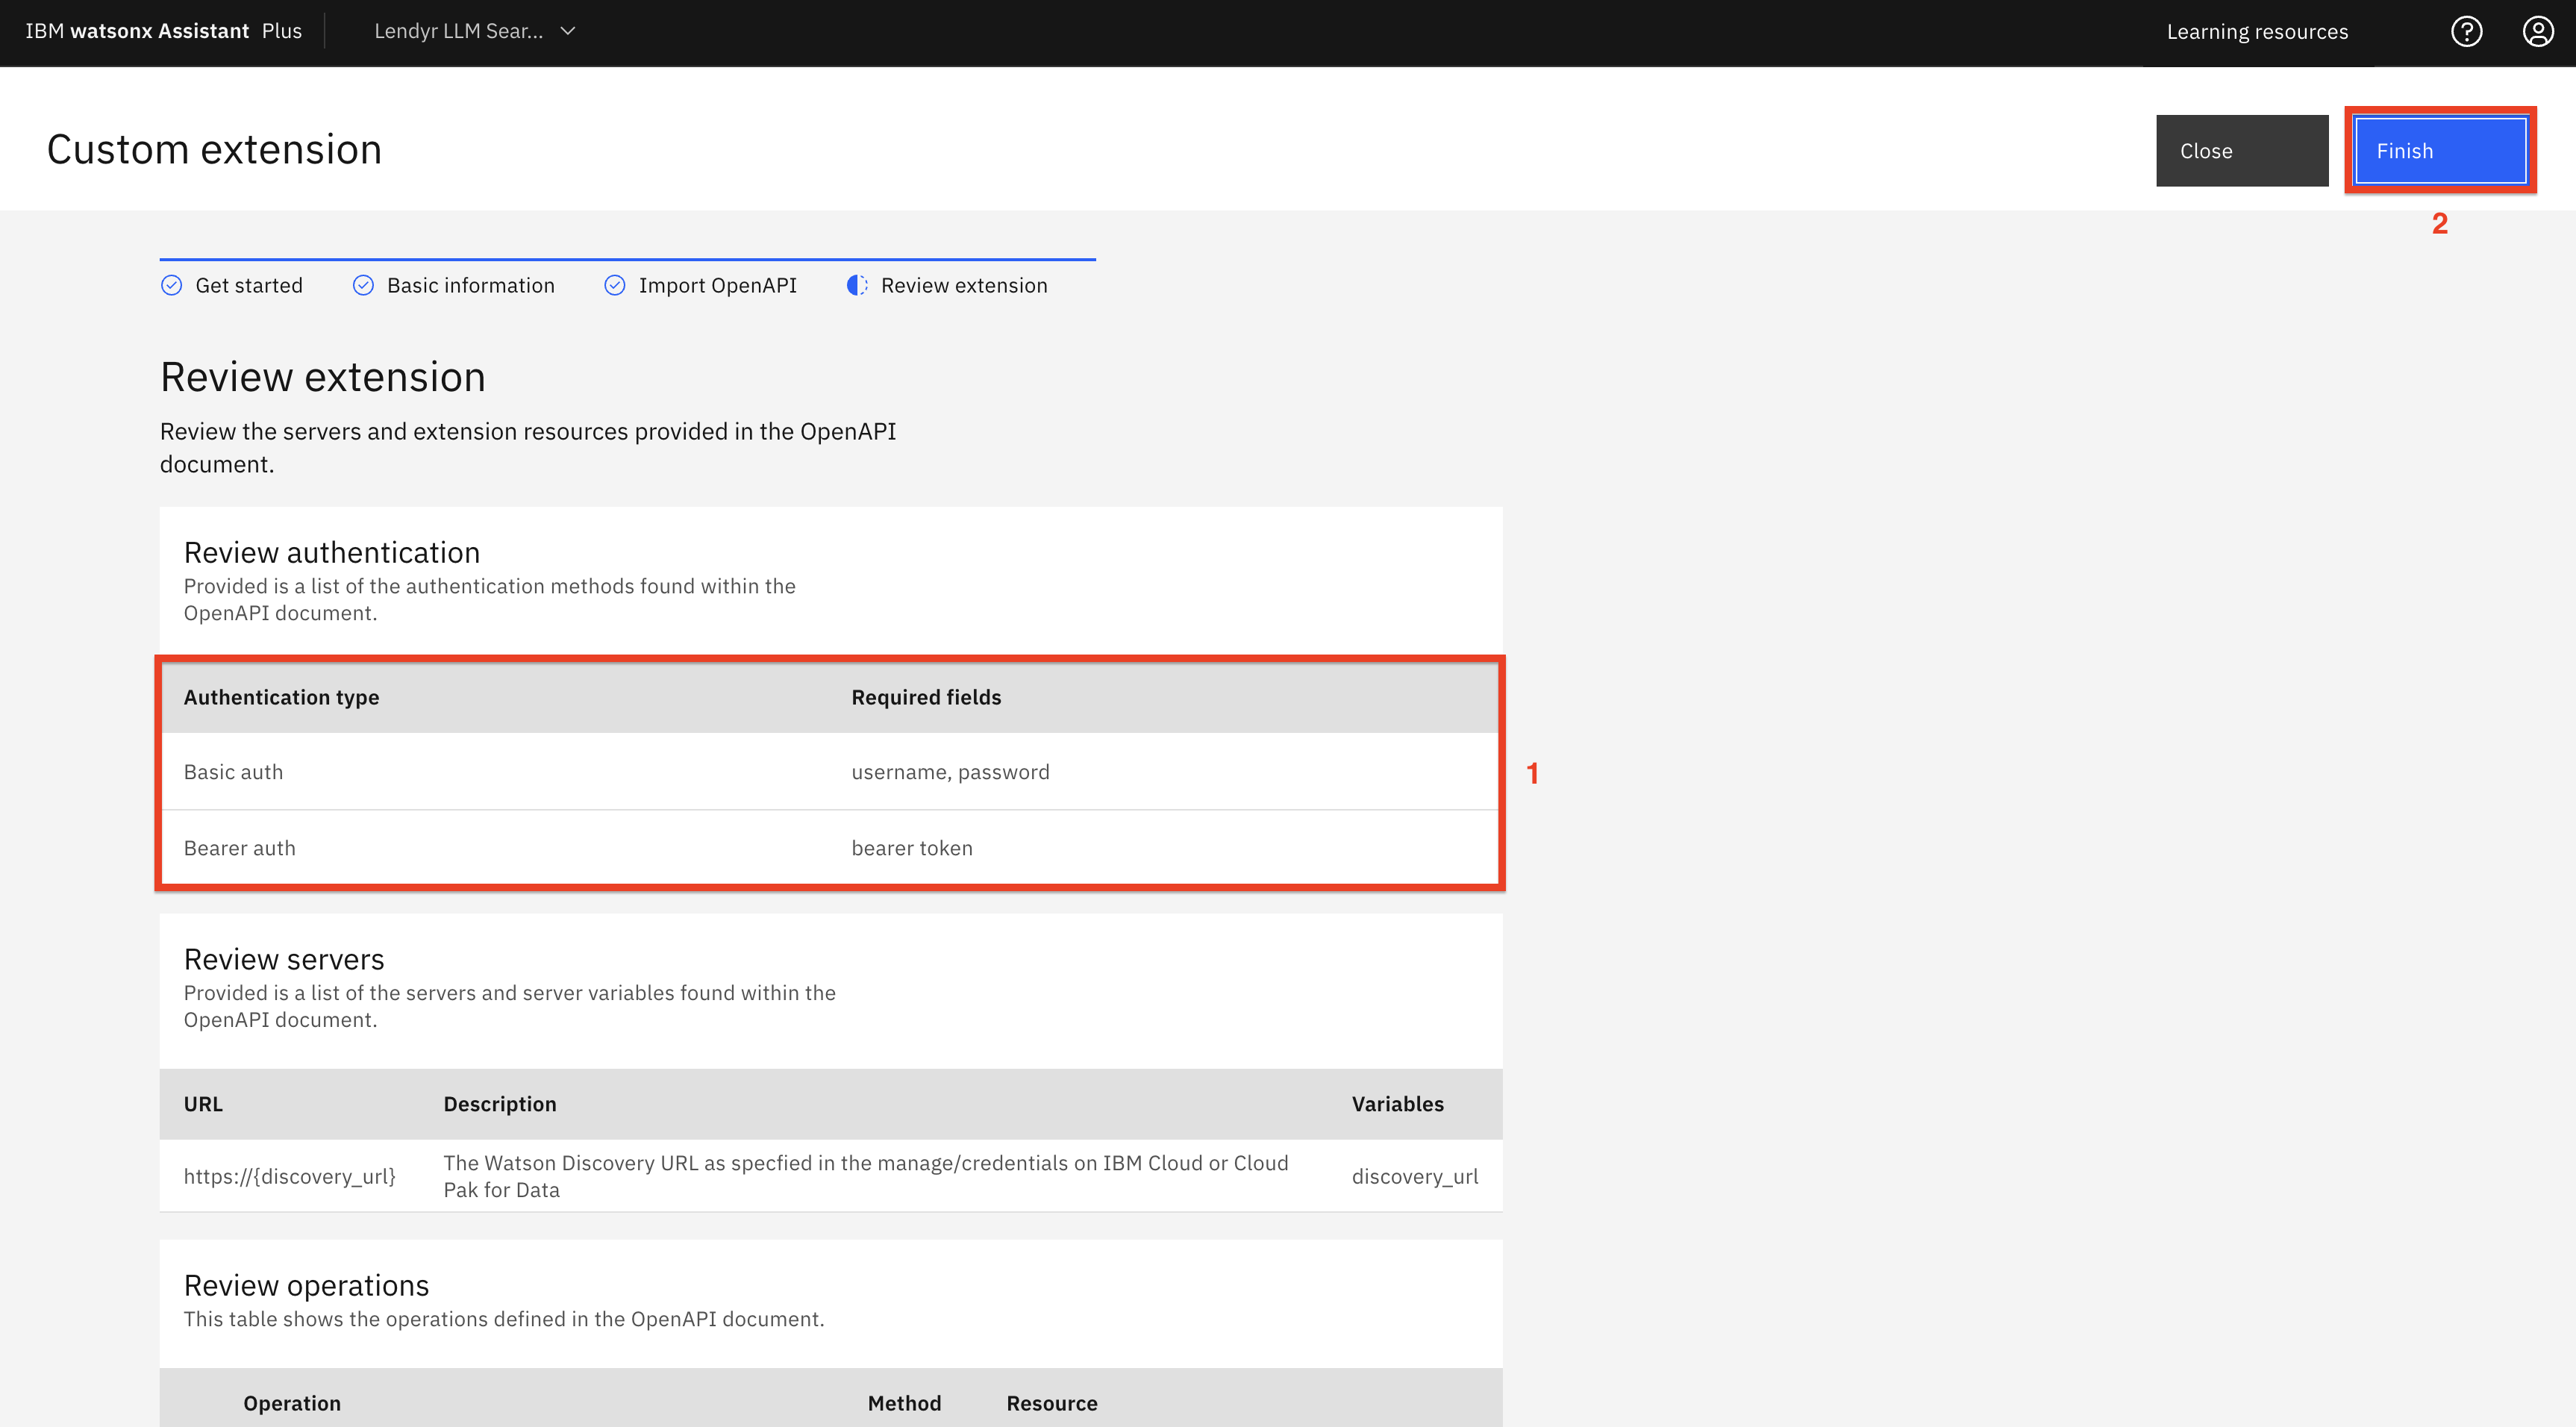 IBM watsonx Assistant Plus
Lendyr LLM Sear...
Learning resources
Custom extension
Close
Finish
2
Get started
Basic information
Import OpenAPI
Review extension
Review extension
Review the servers and extension resources provided in the OpenAPI
document.
Review authentication
Provided is a list of the authentication methods found within the
OpenAPI document.
Authentication type
Required fields
Basic auth
username, password
1
Bearer auth
bearer token
Review servers
Provided is a list of the servers and server variables found within the
OpenAPI document.
URL
Description
Variables
https://{discovery_url}
The Watson Discovery URL as specfied in the manage/credentials on IBM Cloud or Cloud
Pak for Data
discovery_url
Review operations
This table shows the operations defined in the OpenAPI document.
Operation
Method
Resource